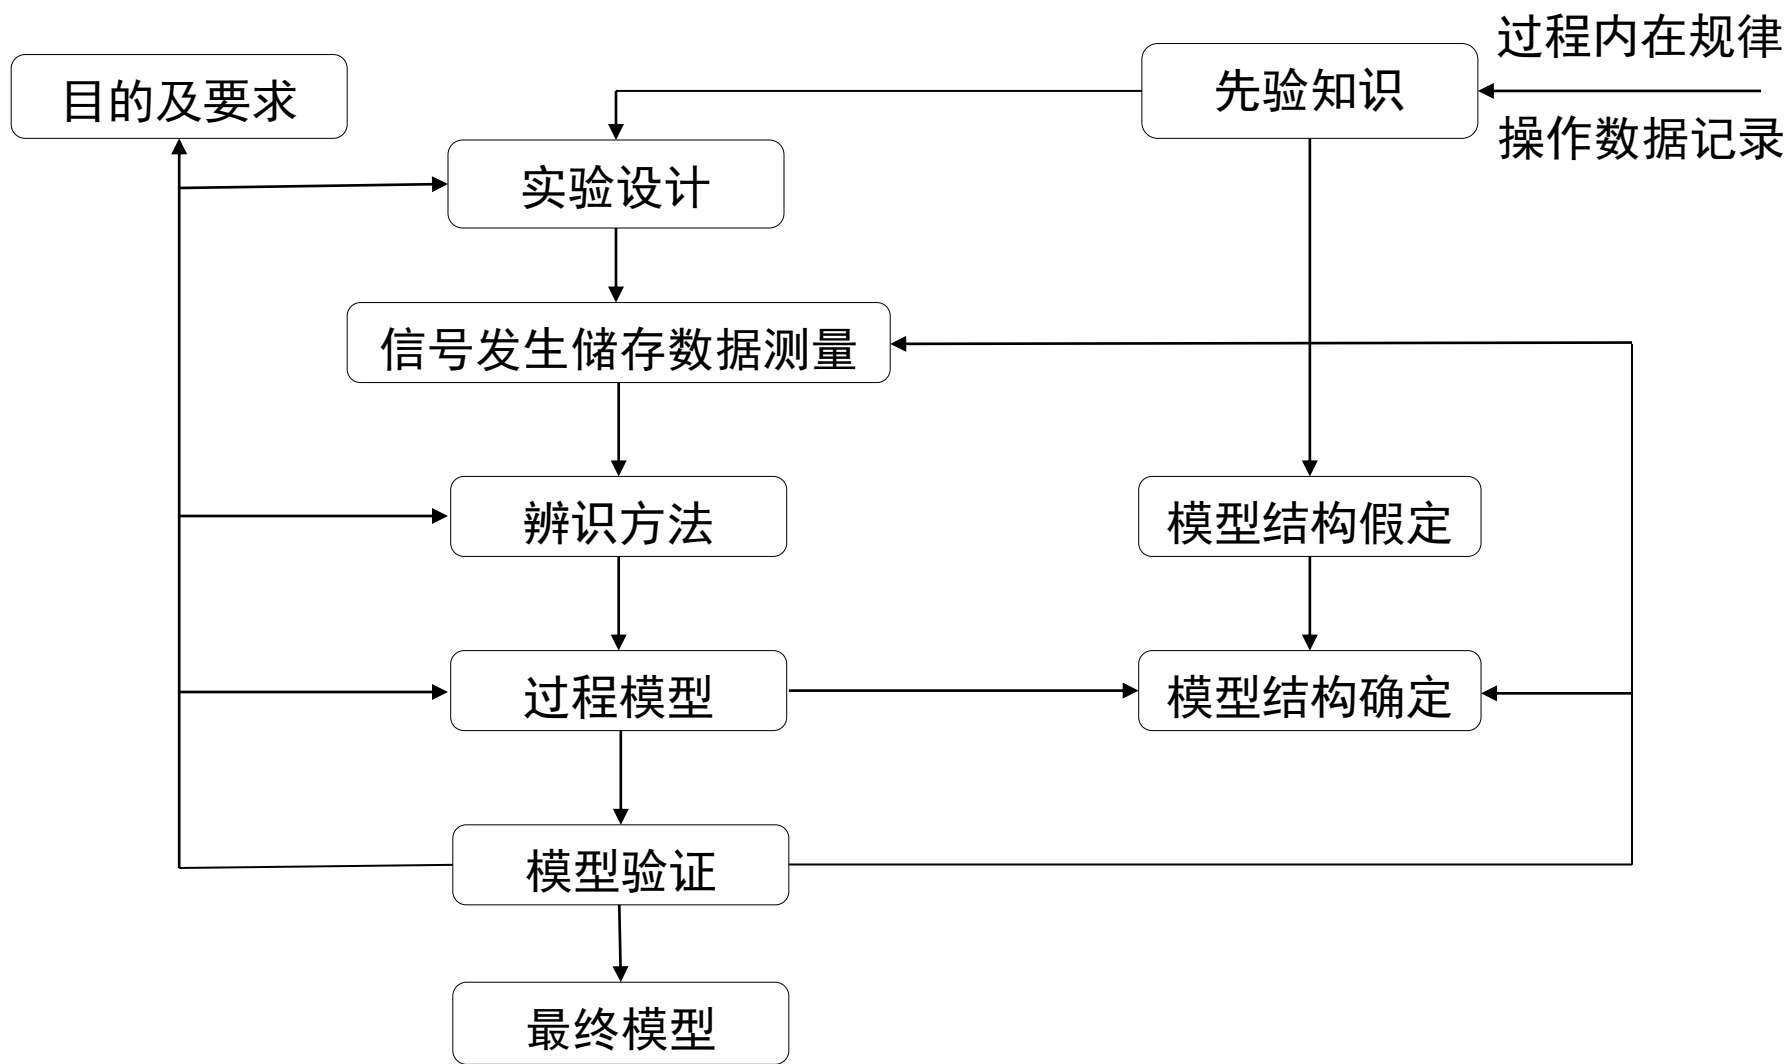 过程内在规律
目的及要求
先验知识
操作数据记录
实验设计
信号发生储存数据测量
辨识方法
模型结构假定
过程模型
模型结构确定
模型验证
最终模型